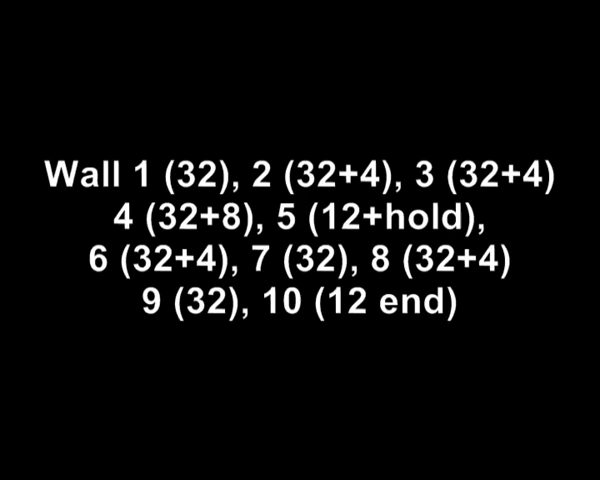 Wall 1 (32), 2 (32+4), 3 (32+4)
4 (32+8), 5 (12+hold),
6 (32+4), 7 (32), 8 (32+4)
9 (32), 10 (12 end)